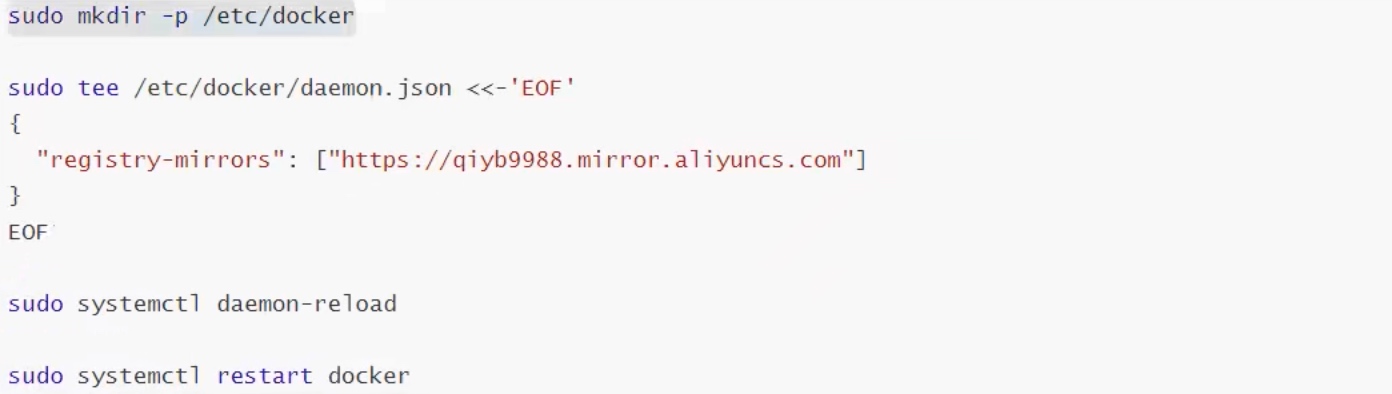 sudo mkdir -p /etc/docker
sudo tee /etc/docker/daemon.json <<-'EOF'
{
  "registry-mirrors": ["https://qiyb9988.mirror.aliyuncs.com"]
}
EOF
sudo systemctl daemon-reload
sudo systemctl restart docker